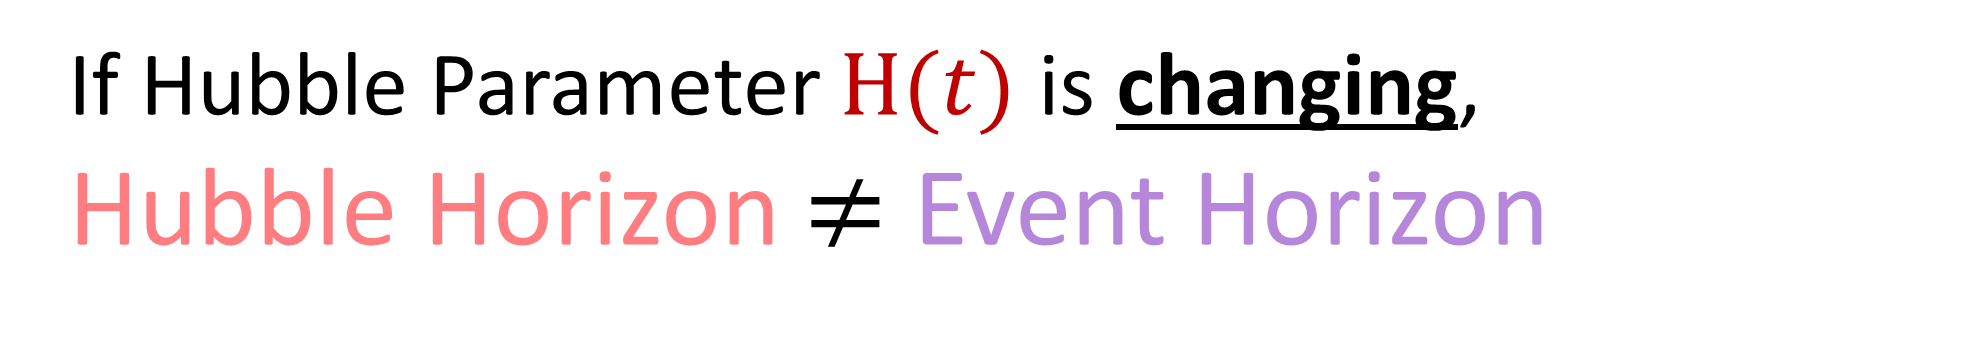 If Hubble Parameter H(t) is changing,
Hubble Horizon ≠ Event Horizon